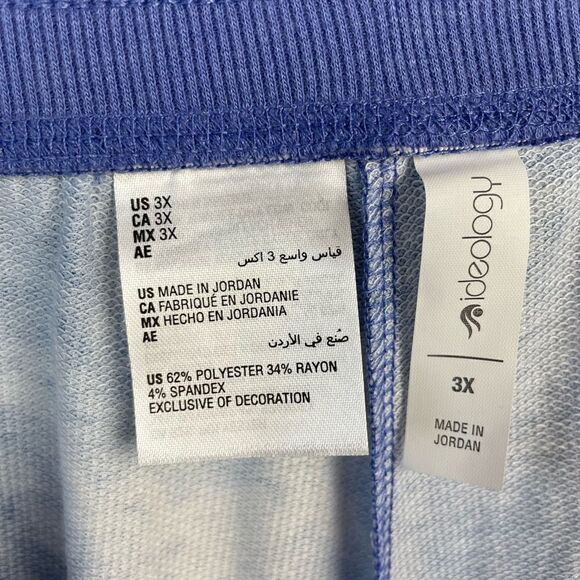 US 3X
CA 3X
MX 3X
AE
قياس واسع 3 اكس
US MADE IN JORDAN
CA FABRIQUÉ EN JORDANIE
MX HECHO EN JORDANIA
AE
صُنع في الأردن
US 62% POLYESTER 34% RAYON
4% SPANDEX
EXCLUSIVE OF DECORATION
ideology
3X
MADE IN
JORDAN